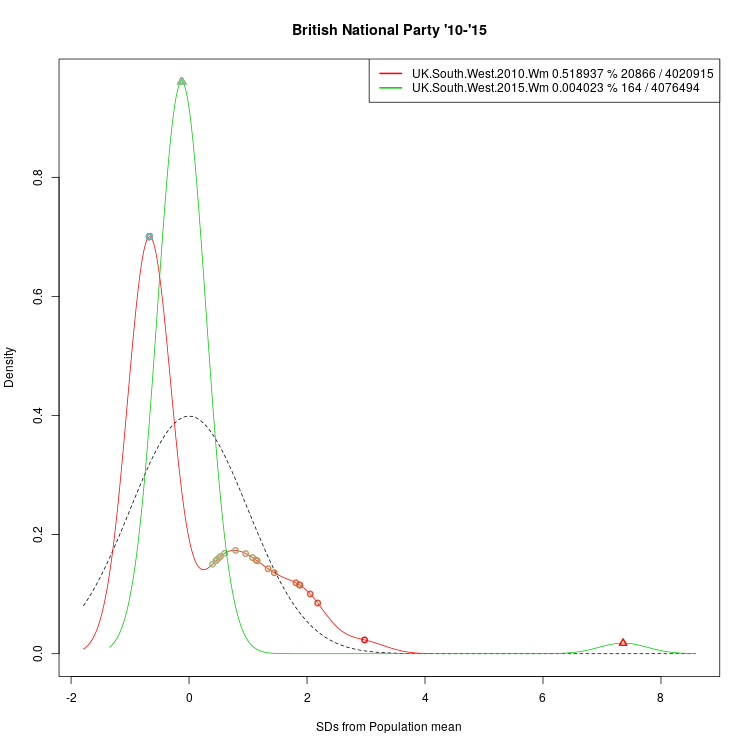 British National Party '10-'15
UK.South.West.2010.Wm 0.518937 % 20866 / 4020915
UK.South.West.2015.Wm 0.004023 % 164 / 4076494
Density
0.8
0.6
0.4
0.2
0.0
-2 0 2 4 6 8
SDs from Population mean